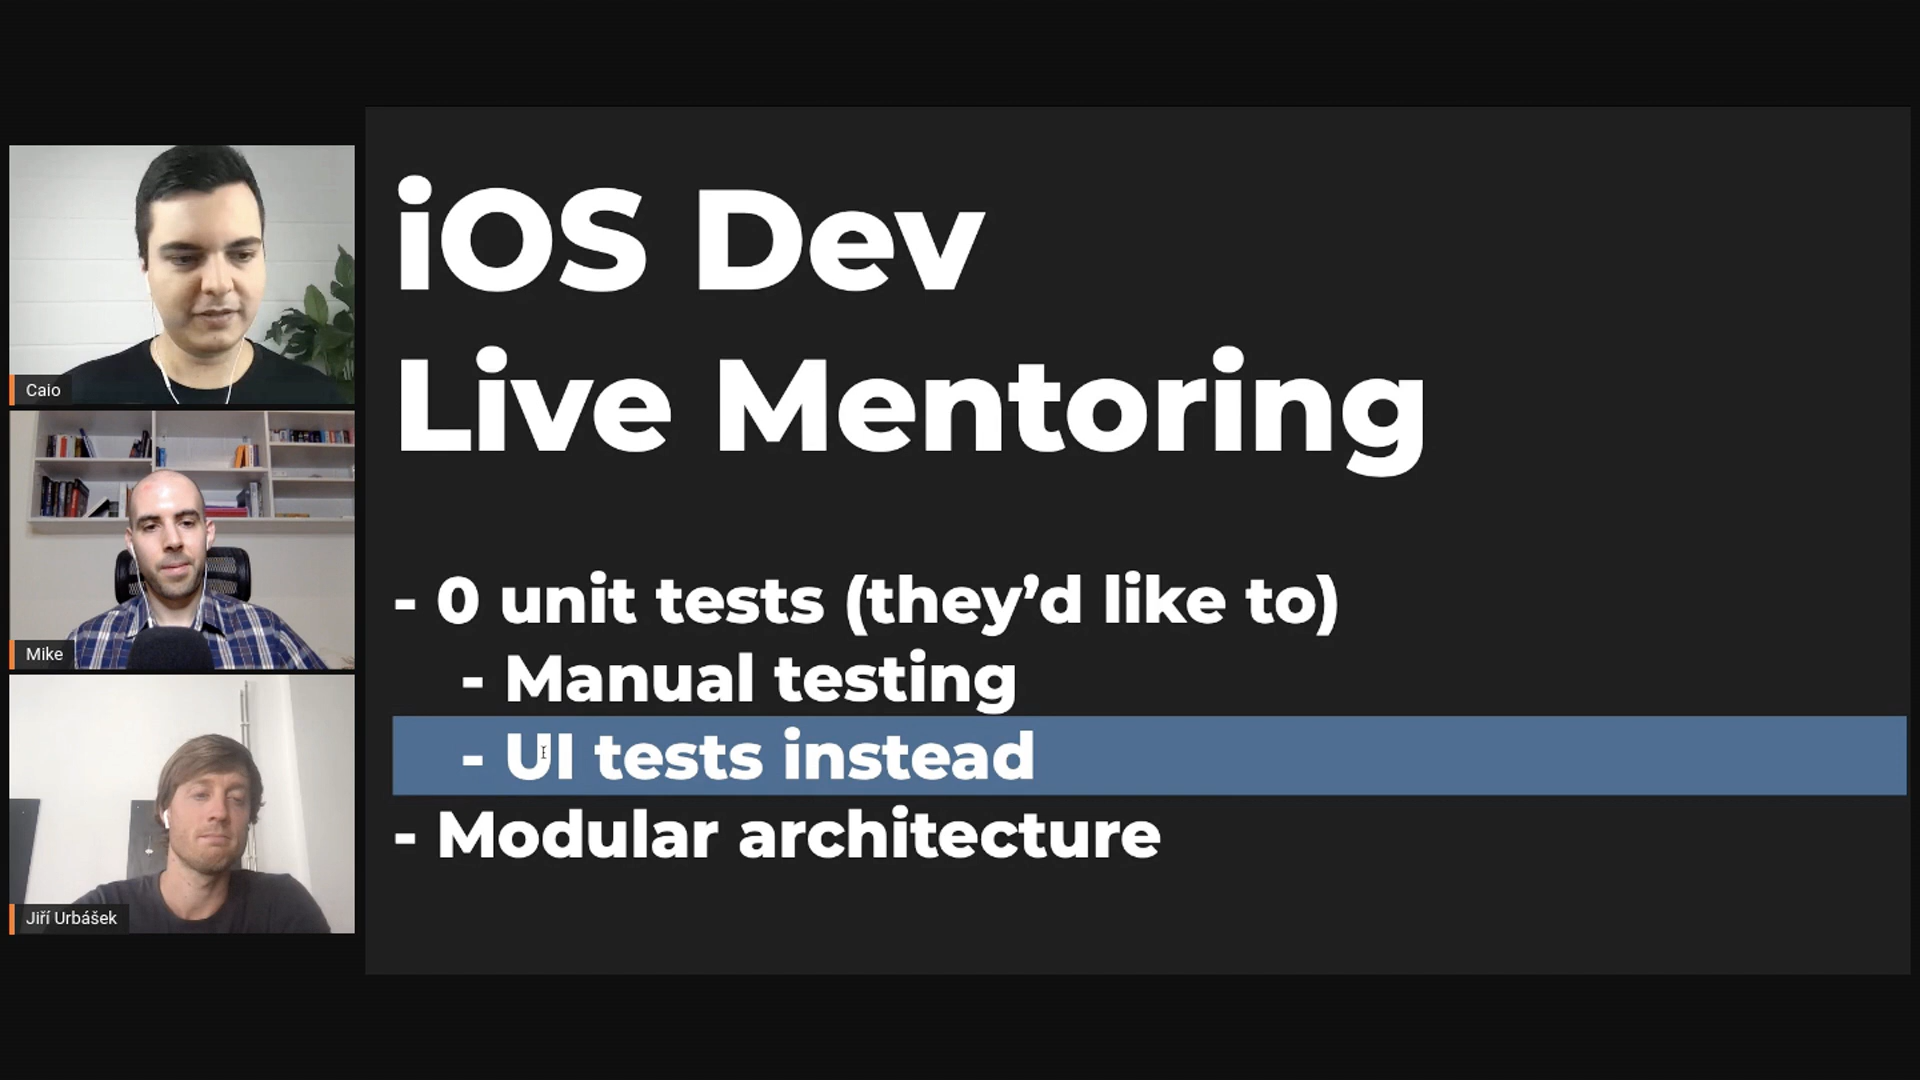 Caio
Mike
Jiří Urbášek
iOS Dev
Live Mentoring
- 0 unit tests (they’d like to)
- Manual testing
- UI tests instead
- Modular architecture